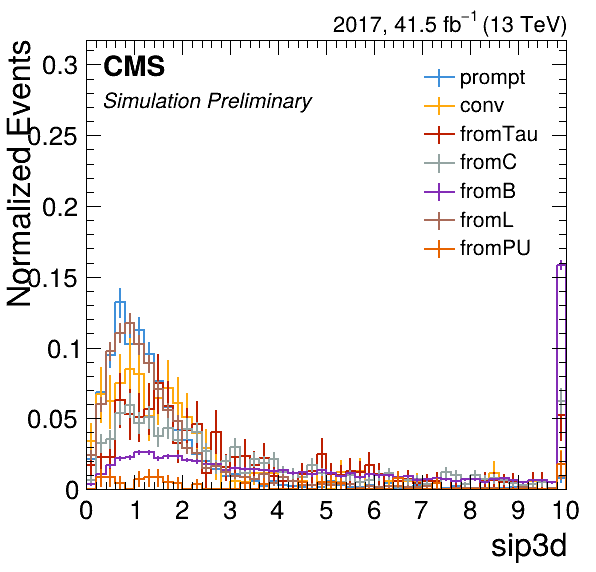 2017, 41.5 fb⁻¹ (13 TeV)
CMS
Simulation Preliminary
prompt
conv
fromTau
fromC
fromB
fromL
fromPU
Normalized Events
0.3
0.25
0.2
0.15
0.1
0.05
0
0 1 2 3 4 5 6 7 8 9 10
sip3d